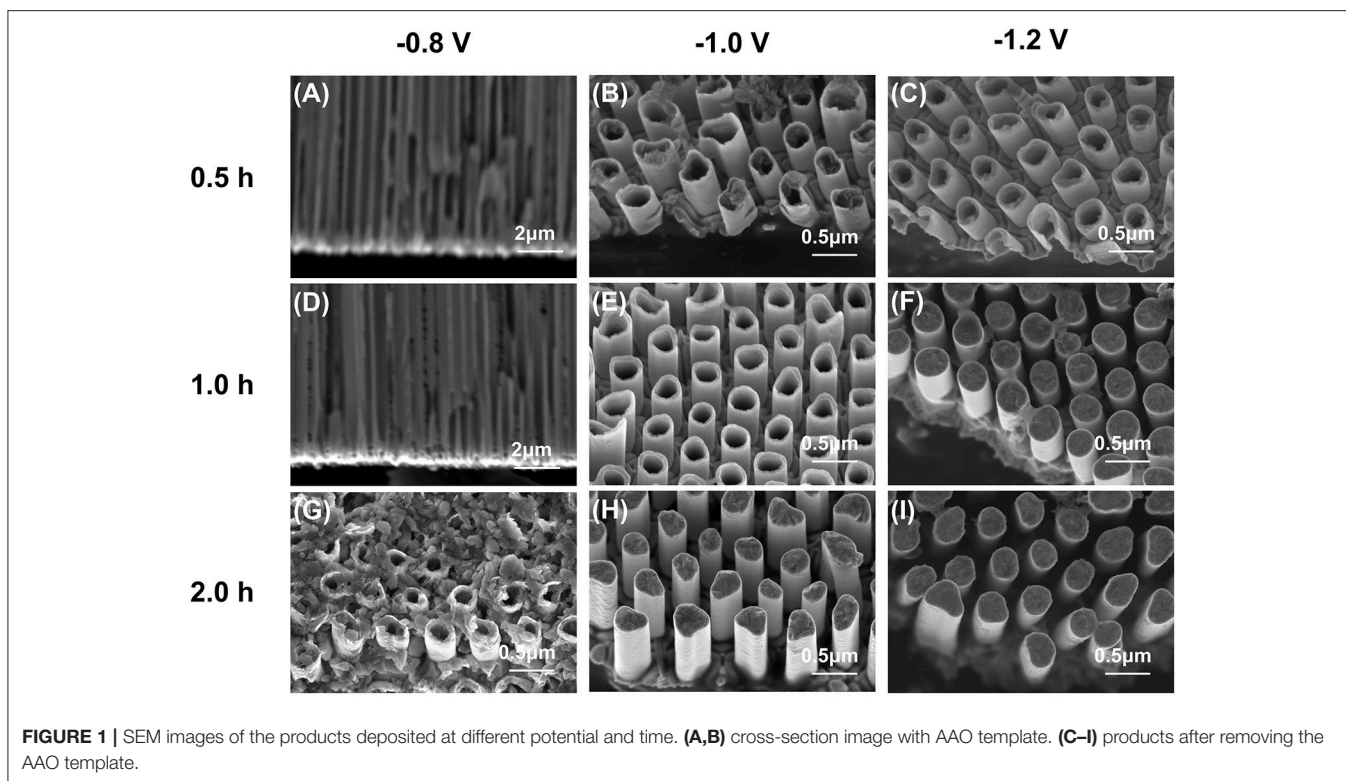 -0.8 V -1.0 V -1.2 V
0.5 h
(A) 2μm
(B) 0.5μm
(C) 0.5μm
1.0 h
(D) 2μm
(E) 0.5μm
(F) 0.5μm
2.0 h
(G) 0.5μm
(H) 0.5μm
(I) 0.5μm
FIGURE 1 | SEM images of the products deposited at different potential and time. (A,B) cross-section image with AAO template. (C–I) products after removing the
AAO template.